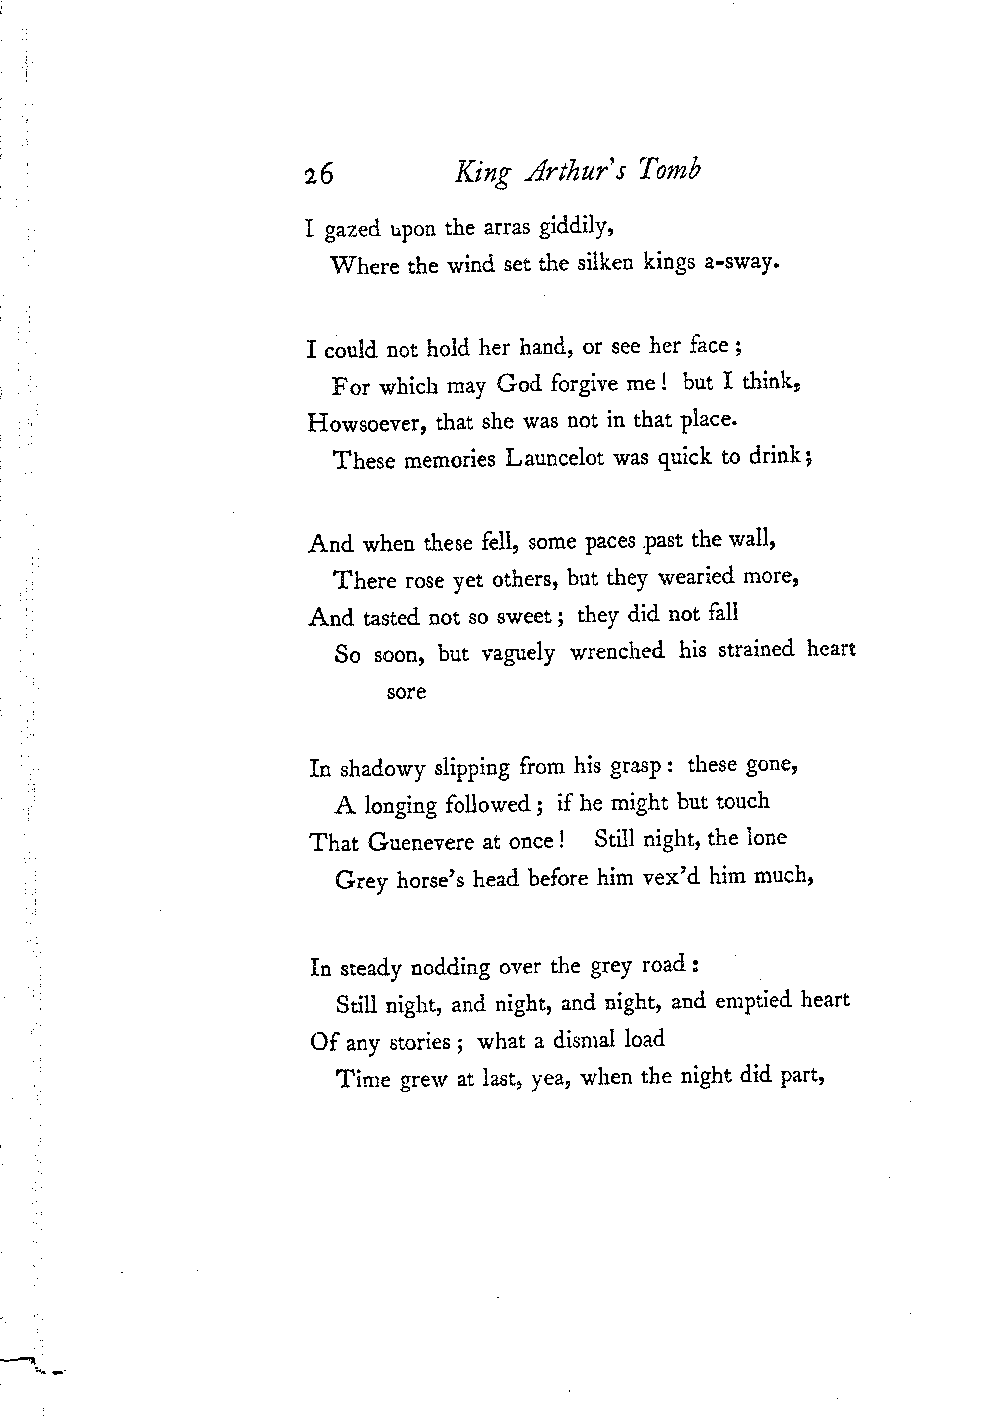 26 King Arthur's Tomb
I gazed upon the arras giddily,
Where the wind set the silken kings a-sway.
I could not hold her hand, or see her face ;
For which may God forgive me ! but I think,
Howsoever, that she was not in that place.
These memories Launcelot was quick to drink ;
And when these fell, some paces past the wall,
There rose yet others, but they wearied more,
And tasted not so sweet ; they did not fall
So soon, but vaguely wrenched his strained heart
sore
In shadowy slipping from his grasp : these gone,
A longing followed ; if he might but touch
That Guenevere at once ! Still night, the lone
Grey horse's head before him vex'd him much,
In steady nodding over the grey road :
Still night, and night, and night, and emptied heart
Of any stories ; what a dismal load
Time grew at last, yea, when the night did part,